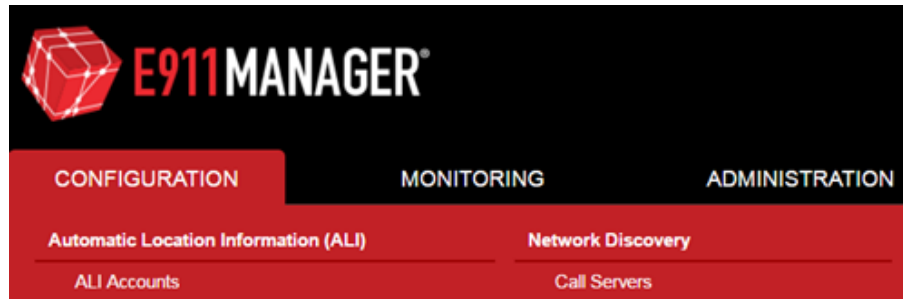 E911MANAGER®
CONFIGURATION MONITORING ADMINISTRATION
Automatic Location Information (ALI) Network Discovery
ALI Accounts Call Servers